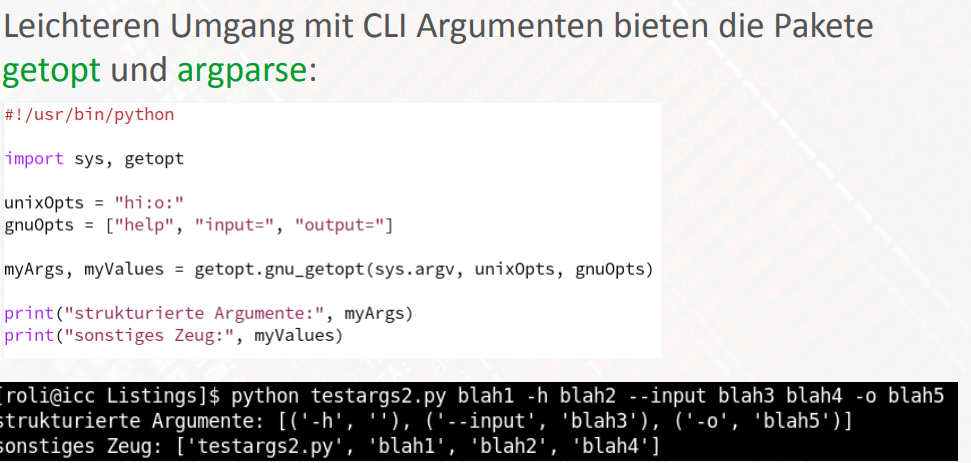 Leichteren Umgang mit CLI Argumenten bieten die Pakete
getopt und argparse:
#!/usr/bin/python
import sys, getopt
unixOpts = "hi:o:"
gnuOpts = ["help", "input=", "output="]
myArgs, myValues = getopt.gnu_getopt(sys.argv, unixOpts, gnuOpts)
print("strukturierte Argumente:", myArgs)
print("sonstiges Zeug:", myValues)
[roli@icc Listings]$ python testargs2.py blah1 -h blah2 --input blah3 blah4 -o blah5
strukturierte Argumente: [('-h', ''), ('--input', 'blah3'), ('-o', 'blah5')]
sonstiges Zeug: ['testargs2.py', 'blah1', 'blah2', 'blah4']